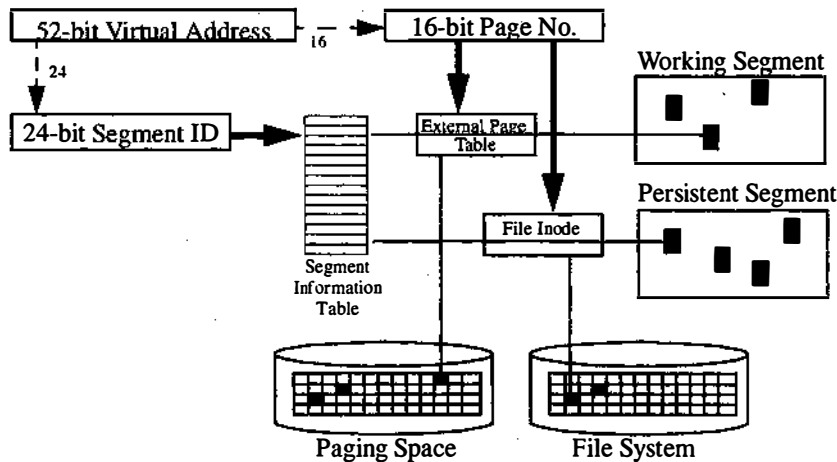 52-bit Virtual Address
16
16-bit Page No.
24
Working Segment
24-bit Segment ID
External Page
Table
Persistent Segment
File Inode
Segment
Information
Table
Paging Space
File System